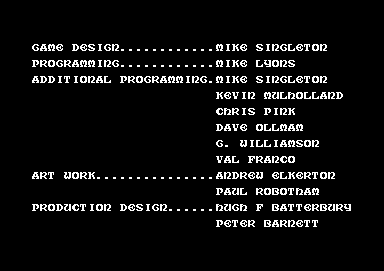 GAME DESIGN............MIKE SINGLETON
PROGRAMMING............MIKE LYONS
ADDITIONAL PROGRAMMING.MIKE SINGLETON
KEVIN MULHOLLAND
CHRIS PINK
DAVE OLLMAM
G. WILLIAMSON
VAL FRANCO
ART WORK...............ANDREW ELKERTON
PAUL ROBOTHAM
PRODUCTION DESIGN......HUGH F BATTERBURY
PETER BARNETT